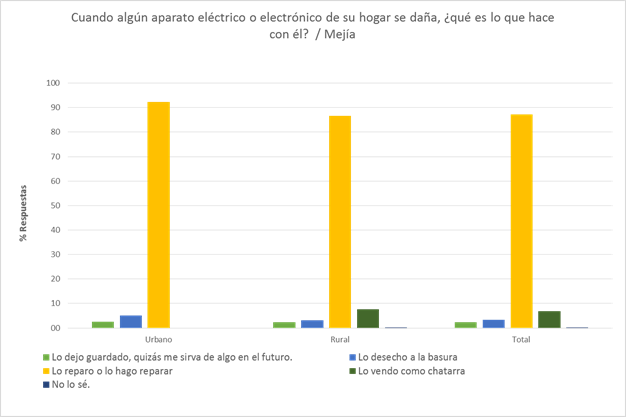 Cuando algún aparato eléctrico o electrónico de su hogar se daña, ¿qué es lo que hace
con él? / Mejía
100
90
80
70
60
50
40
30
20
10
00
% Respuestas
Urbano
Rural
Total
Lo dejo guardado, quizás me sirva de algo en el futuro.
Lo desecho a la basura
Lo reparo o lo hago reparar
Lo vendo como chatarra
No lo sé.